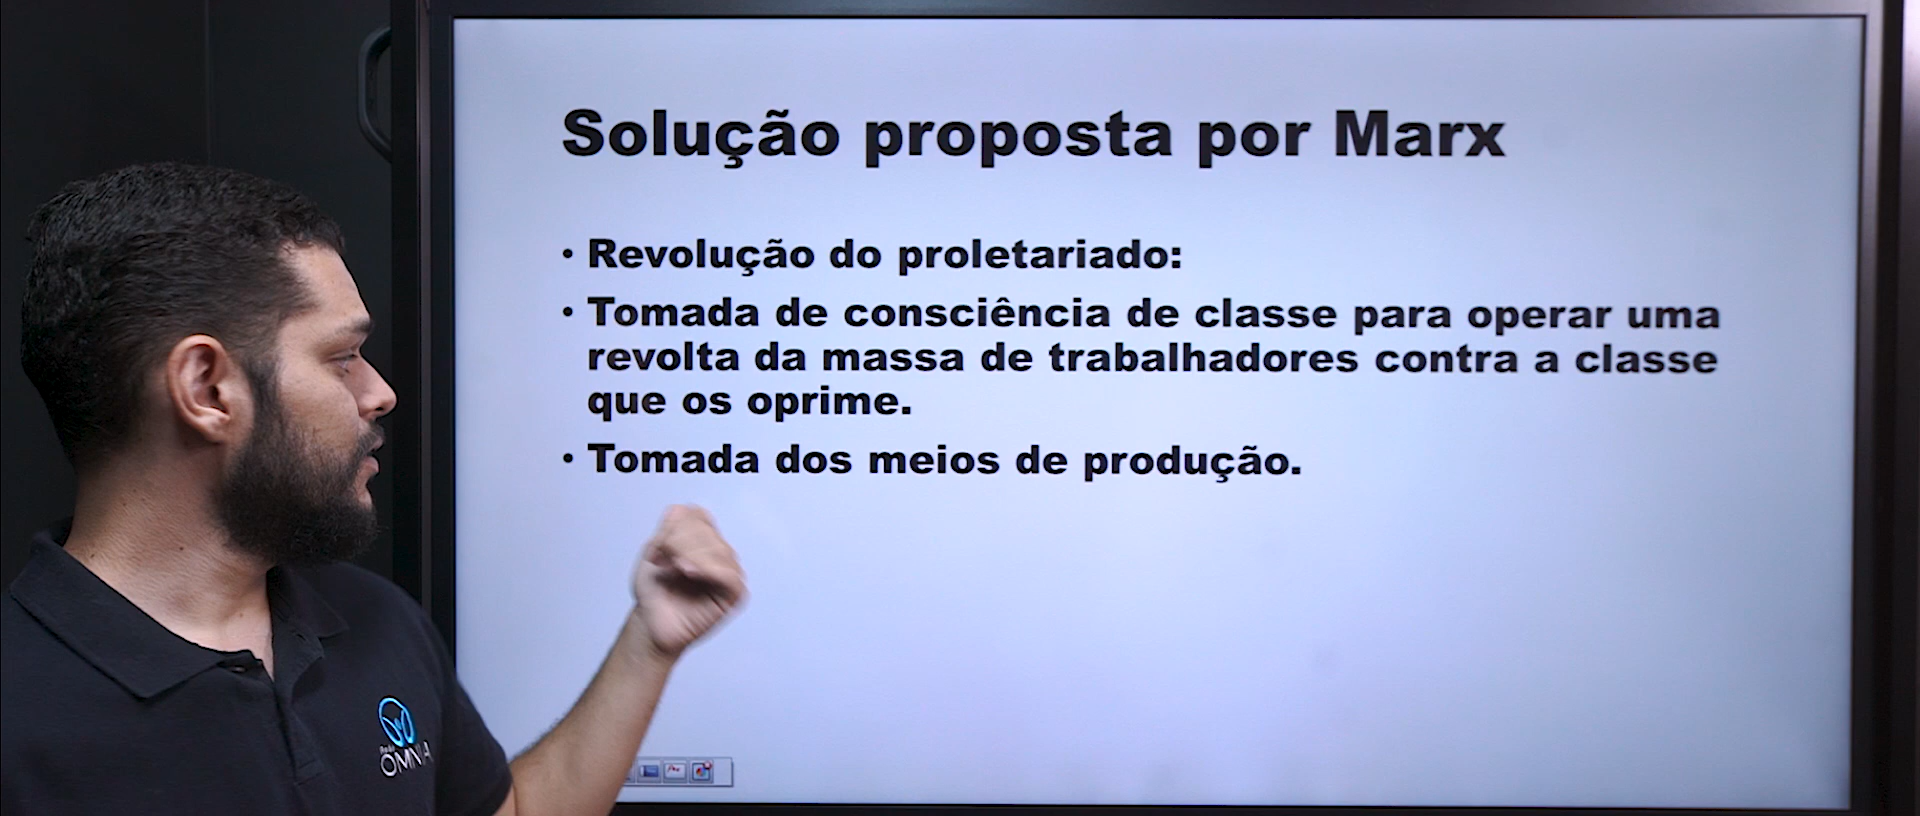 Solução proposta por Marx
• Revolução do proletariado:
• Tomada de consciência de classe para operar uma
revolta da massa de trabalhadores contra a classe
que os oprime.
• Tomada dos meios de produção.